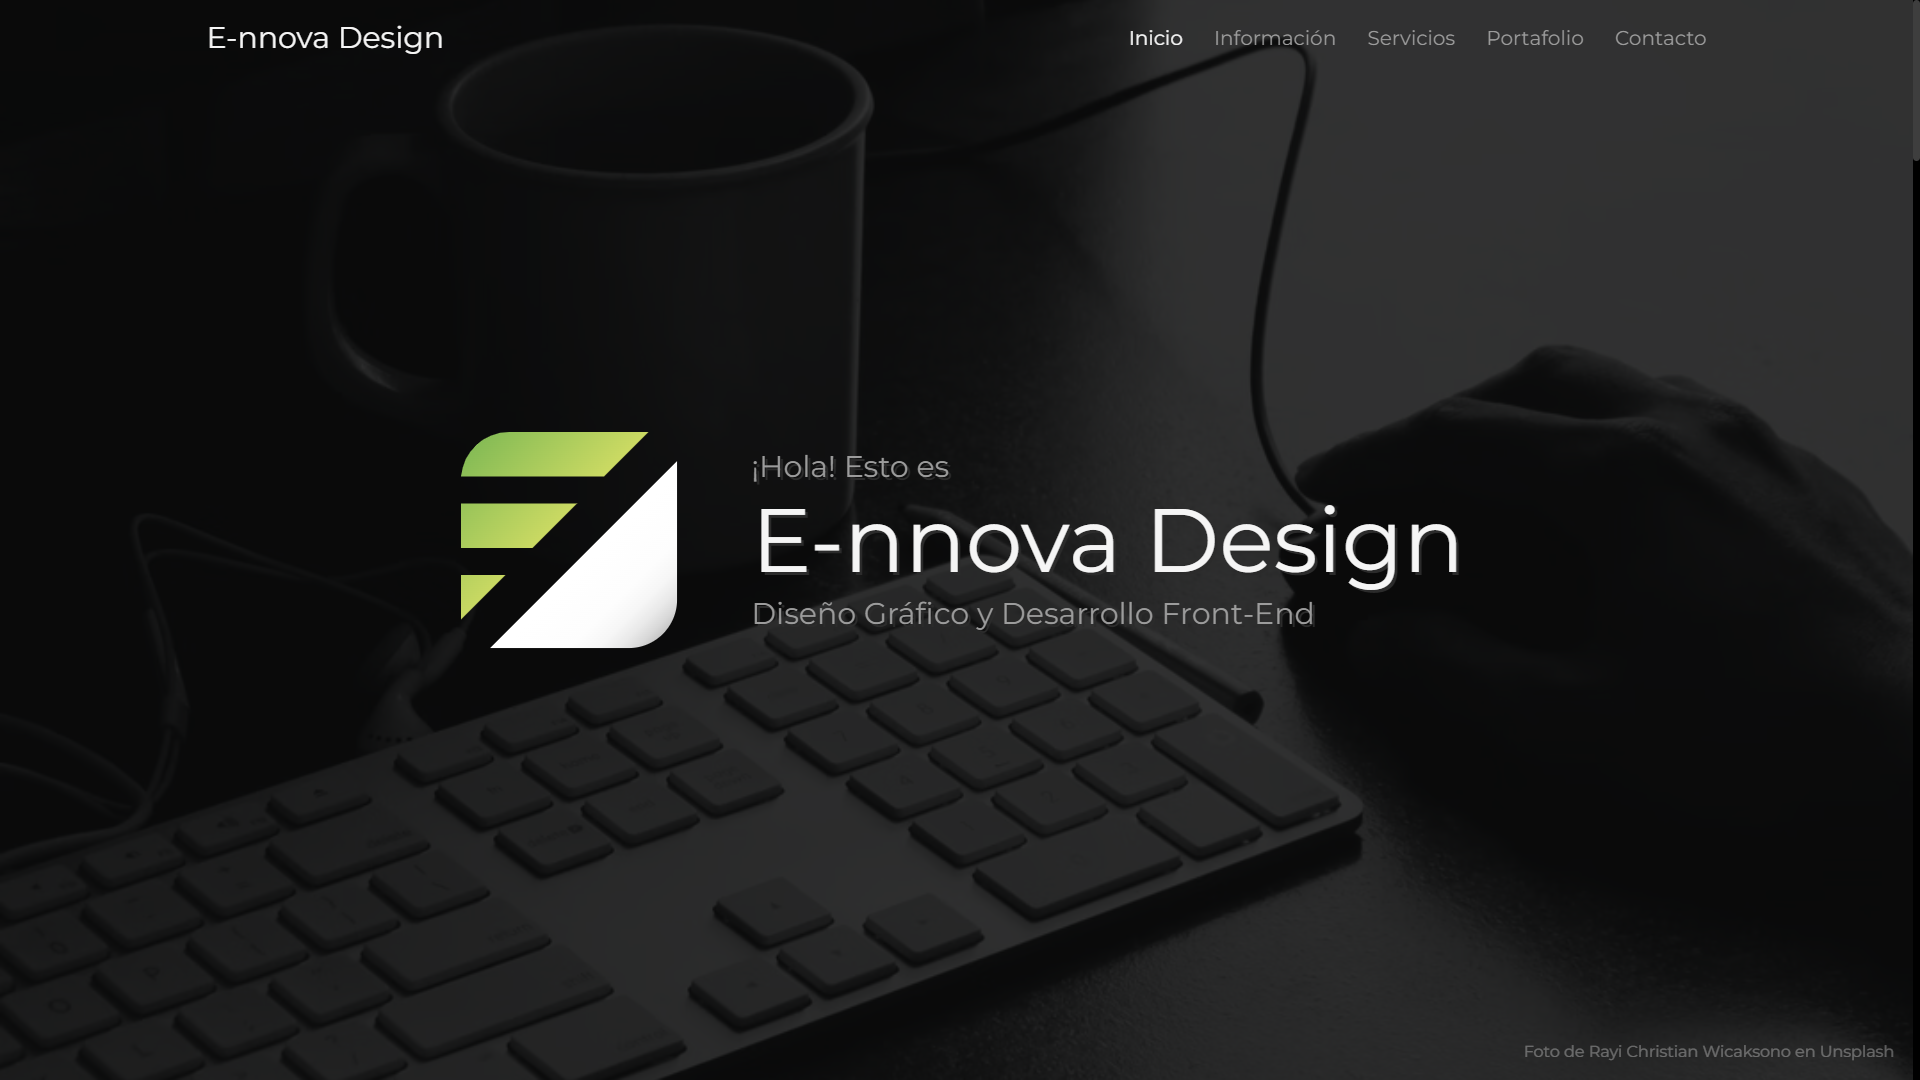 E-nnova Design
Inicio Información Servicios Portafolio Contacto
¡Hola! Esto es
E-nnova Design
Diseño Gráfico y Desarrollo Front-End
Foto de Rayi Christian Wicaksono en Unsplash